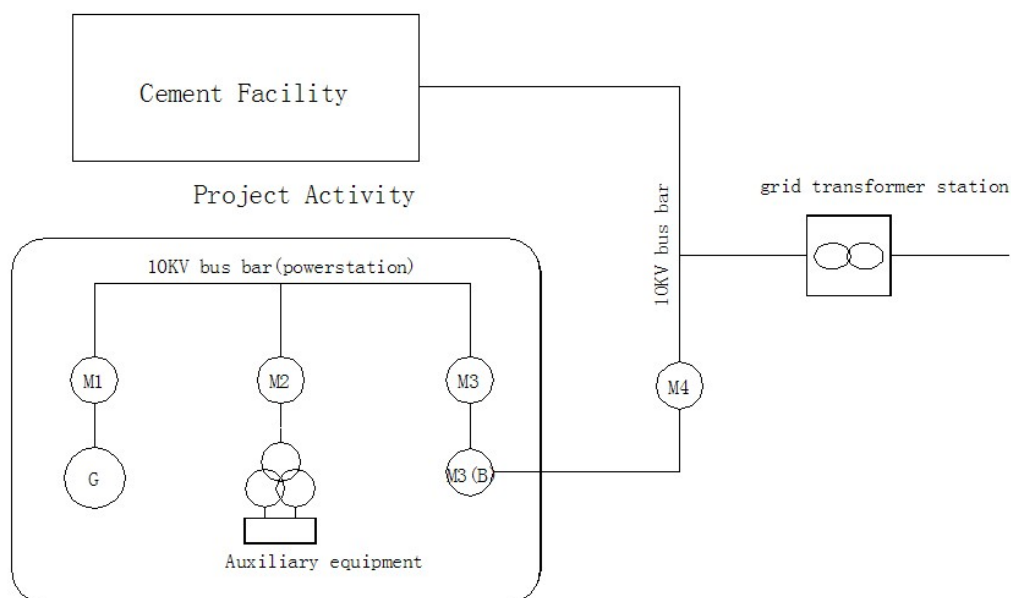 Cement Facility
Project Activity
grid transformer station
10KV bus bar
10KV bus bar(powerstation)
M1
M2
M3
M4
G
M3(B)
Auxiliary equipment